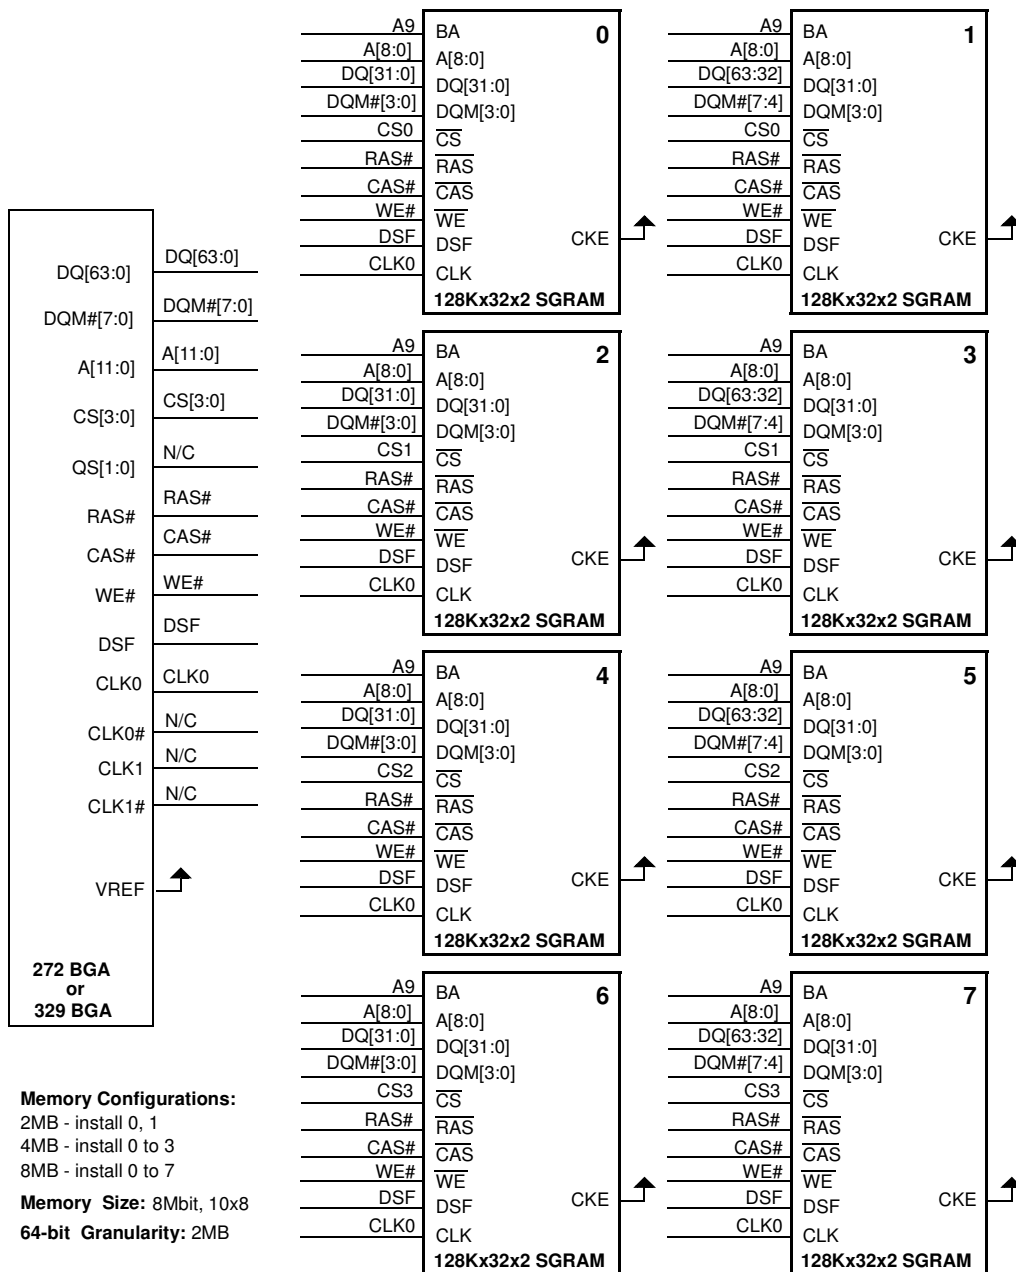 DQ[63:0] DQ[63:0]
DQM#[7:0] DQM#[7:0]
A[11:0] A[11:0]
CS[3:0] CS[3:0]
QS[1:0] N/C
RAS# RAS#
CAS# CAS#
WE# WE#
DSF DSF
CLK0 CLK0
CLK0# N/C
CLK1 N/C
CLK1# N/C
VREF
272 BGA
or
329 BGA
A9 BA 0
A[8:0] A[8:0]
DQ[31:0] DQ[31:0]
DQM#[3:0] DQM[3:0]
CS0 CS
RAS# RAS
CAS# CAS
WE# WE
DSF DSF CKE
CLK0 CLK
128Kx32x2 SGRAM
A9 BA 1
A[8:0] A[8:0]
DQ[63:32] DQ[31:0]
DQM#[7:4] DQM[3:0]
CS0 CS
RAS# RAS
CAS# CAS
WE# WE
DSF DSF CKE
CLK0 CLK
128Kx32x2 SGRAM
A9 BA 2
A[8:0] A[8:0]
DQ[31:0] DQ[31:0]
DQM#[3:0] DQM[3:0]
CS1 CS
RAS# RAS
CAS# CAS
WE# WE
DSF DSF CKE
CLK0 CLK
128Kx32x2 SGRAM
A9 BA 3
A[8:0] A[8:0]
DQ[63:32] DQ[31:0]
DQM#[7:4] DQM[3:0]
CS1 CS
RAS# RAS
CAS# CAS
WE# WE
DSF DSF CKE
CLK0 CLK
128Kx32x2 SGRAM
A9 BA 4
A[8:0] A[8:0]
DQ[31:0] DQ[31:0]
DQM#[3:0] DQM[3:0]
CS2 CS
RAS# RAS
CAS# CAS
WE# WE
DSF DSF CKE
CLK0 CLK
128Kx32x2 SGRAM
A9 BA 5
A[8:0] A[8:0]
DQ[63:32] DQ[31:0]
DQM#[7:4] DQM[3:0]
CS2 CS
RAS# RAS
CAS# CAS
WE# WE
DSF DSF CKE
CLK0 CLK
128Kx32x2 SGRAM
A9 BA 6
A[8:0] A[8:0]
DQ[31:0] DQ[31:0]
DQM#[3:0] DQM[3:0]
CS3 CS
RAS# RAS
CAS# CAS
WE# WE
DSF DSF CKE
CLK0 CLK
128Kx32x2 SGRAM
A9 BA 7
A[8:0] A[8:0]
DQ[63:32] DQ[31:0]
DQM#[7:4] DQM[3:0]
CS3 CS
RAS# RAS
CAS# CAS
WE# WE
DSF DSF CKE
CLK0 CLK
128Kx32x2 SGRAM
Memory Configurations:
2MB - install 0, 1
4MB - install 0 to 3
8MB - install 0 to 7
Memory Size: 8Mbit, 10x8
64-bit Granularity: 2MB